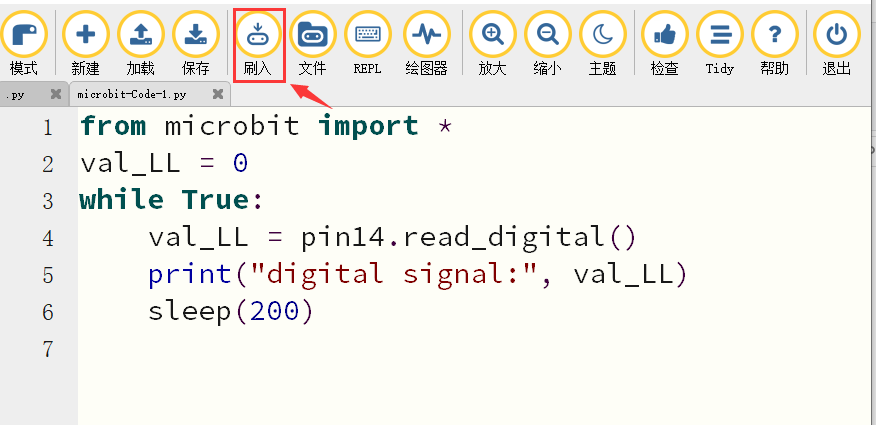 模式 新建 加载 保存 刷入 文件 REPL 绘图器 放大 缩小 主题 检查 Tidy 帮助 退出
.py microbit-Code-1.py
1 from microbit import *
2 val_LL = 0
3 while True:
4 val_LL = pin14.read_digital()
5 print("digital signal:", val_LL)
6 sleep(200)
7